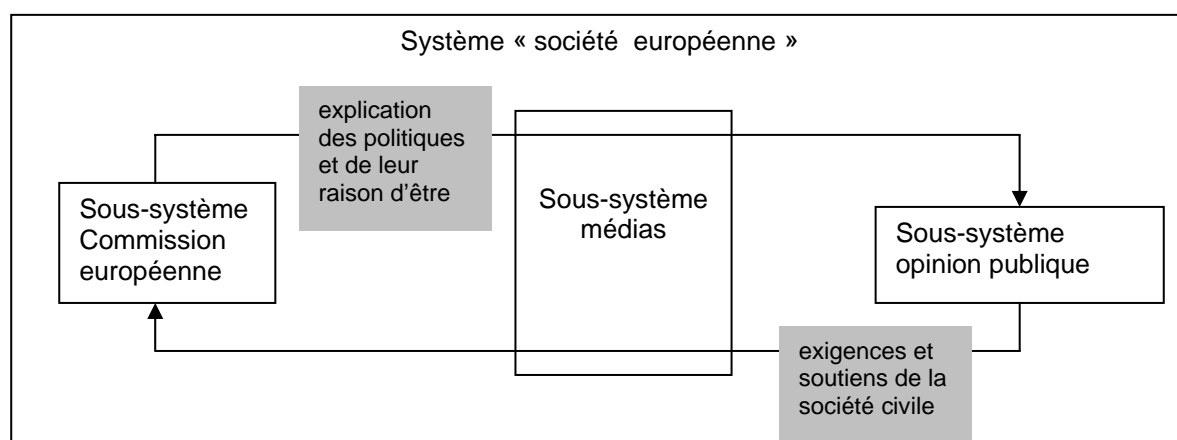 Système « société européenne »
explication
des politiques
et de leur
raison d’être
Sous-système
Commission
européenne
Sous-système
médias
Sous-système
opinion publique
exigences et
soutiens de la
société civile